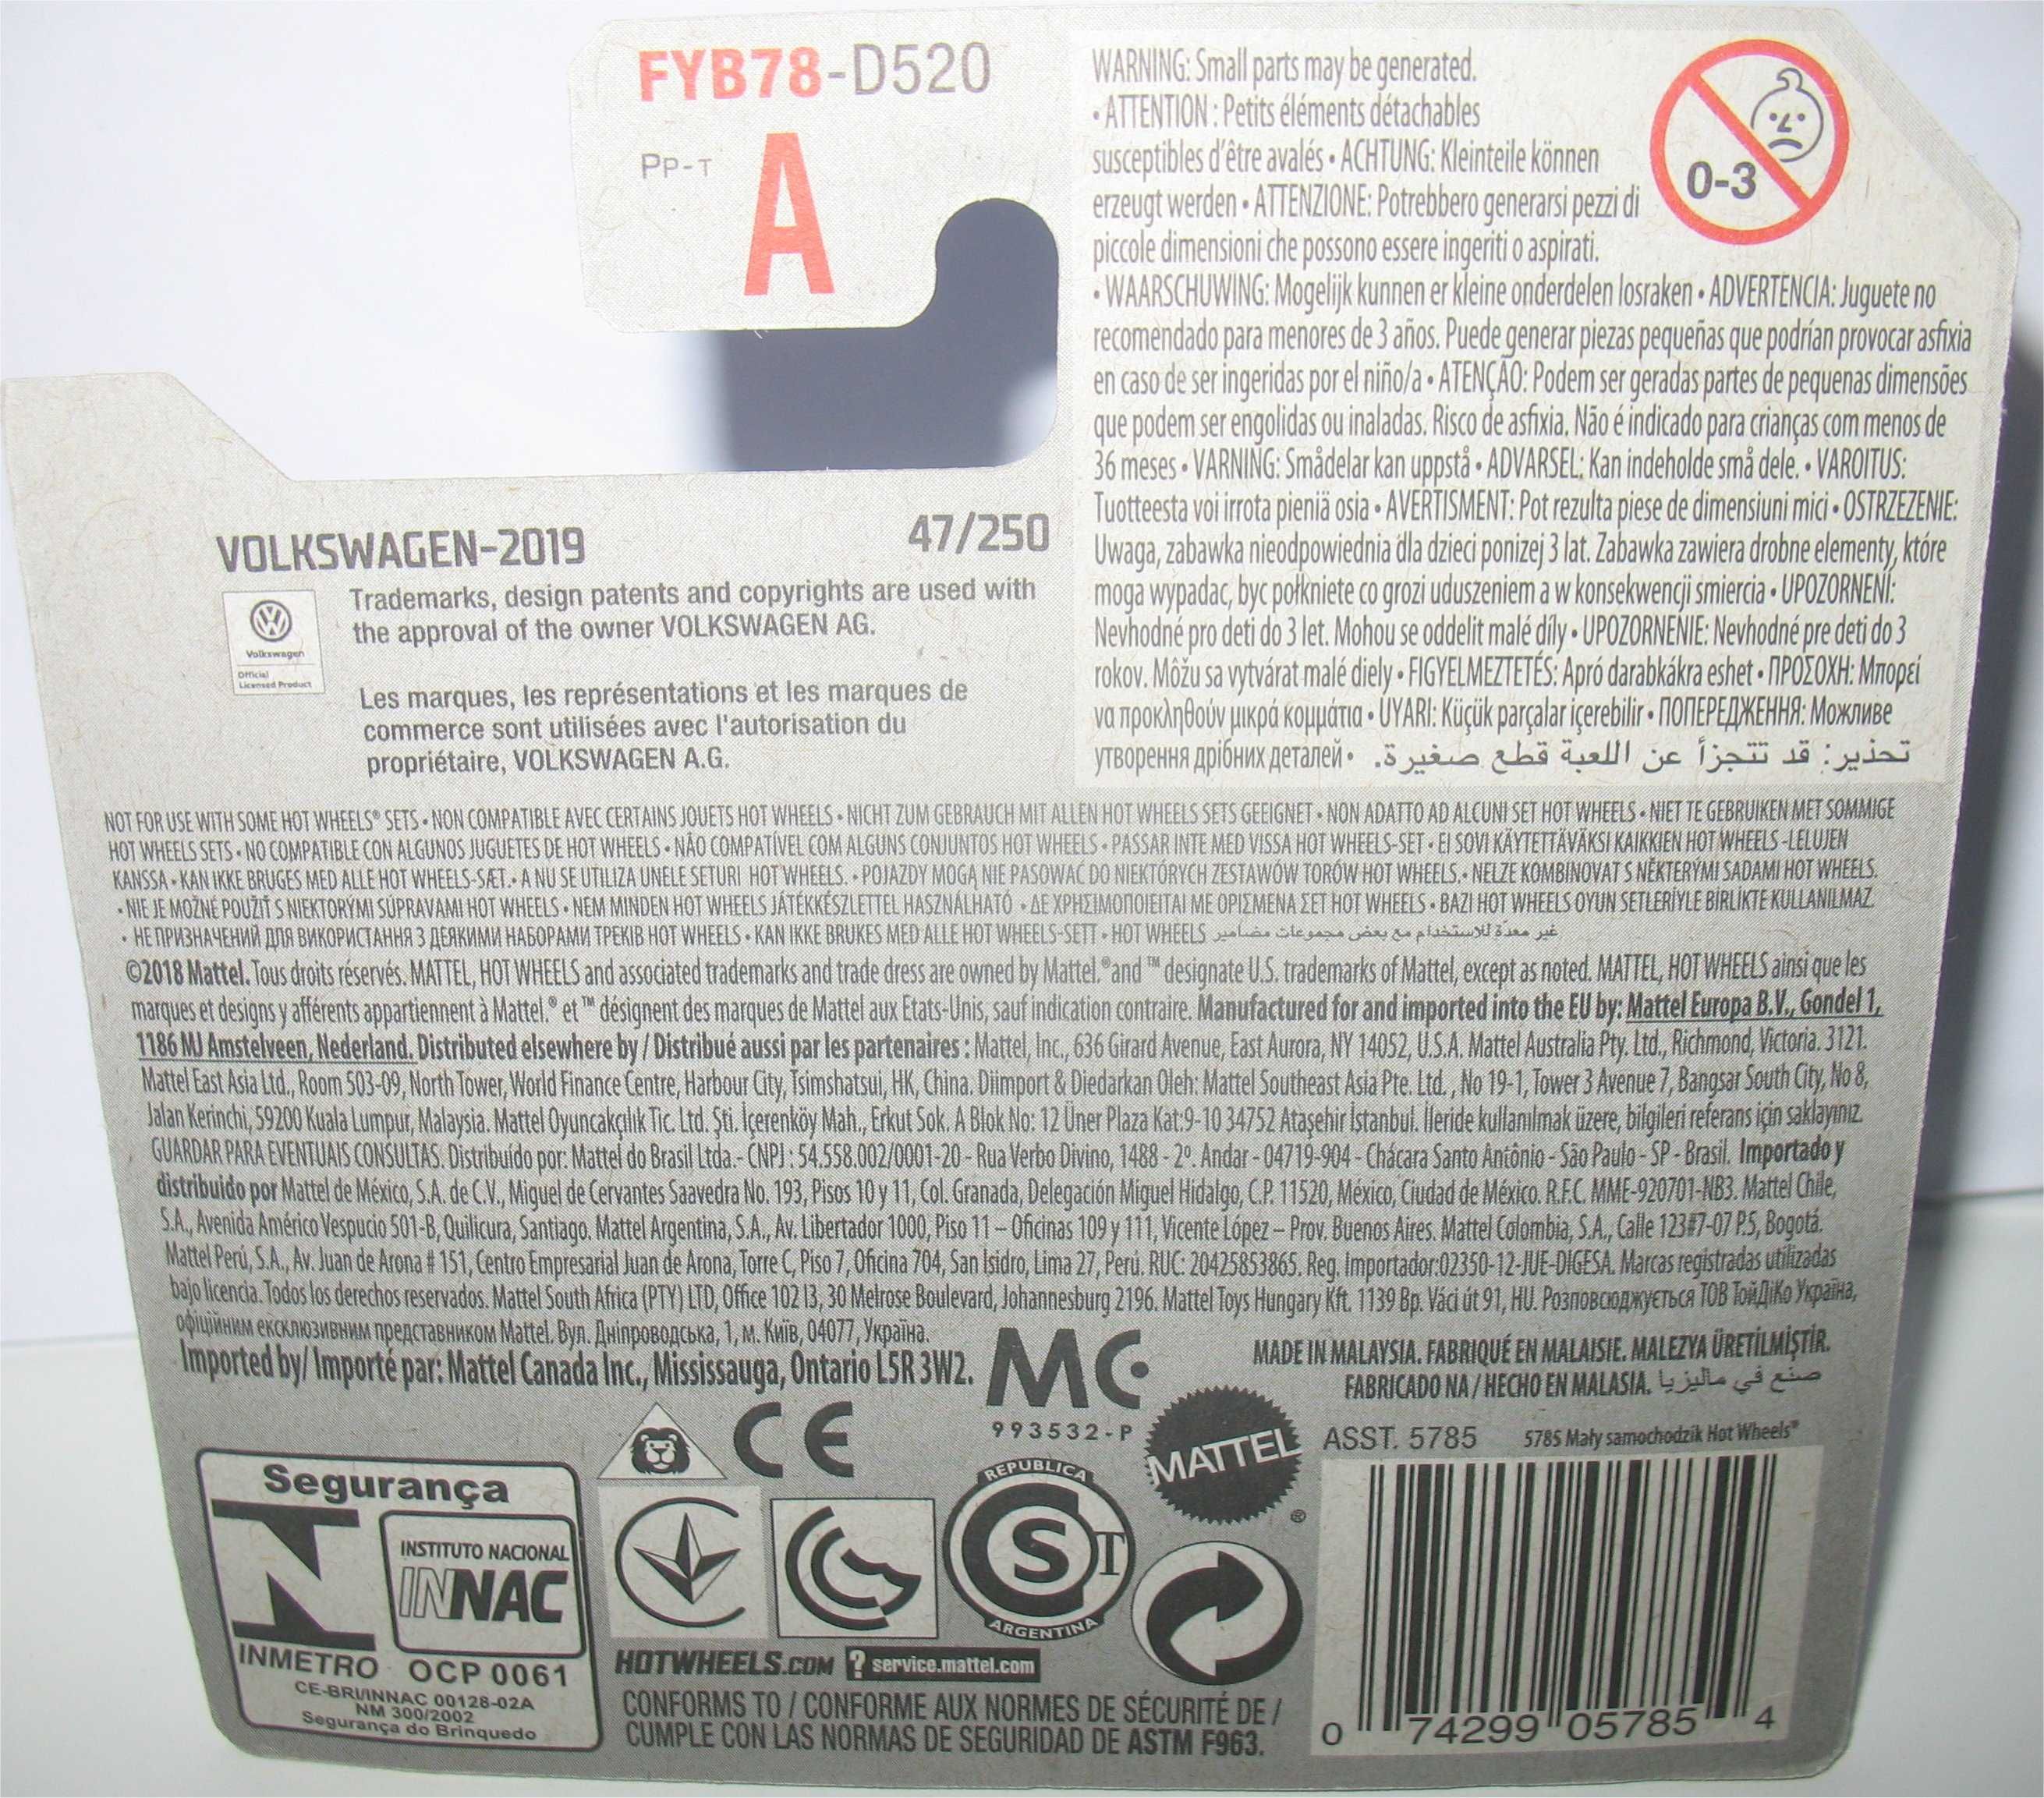 FYB78-D520
PP-T
A
WARNING: Small parts may be generated.
• ATTENTION : Petits éléments détachables
susceptibles d'être avalés • ACHTUNG: Kleinteile können
erzeugt werden • ATTENZIONE: Potrebbero generarsi pezzi di
piccole dimensioni che possono essere ingeriti o aspirati.
• WAARSCHUWING: Mogelijk kunnen er kleine onderdelen losraken • ADVERTENCIA: Juguete no
recomendado para menores de 3 años. Puede generar piezas pequeñas que podrían provocar asfixia
en caso de ser ingeridas por el niño/a • ATENÇÃO: Podem ser geradas partes de pequenas dimensões
que podem ser engolidas ou inaladas. Risco de asfixia. Não é indicado para crianças com menos de
36 meses • VARNING: Smådelar kan uppstå • ADVARSEL: Kan indeholde små dele. • VAROITUS:
Tuotteesta voi irrota pieniä osia • AVERTISMENT: Pot rezulta piese de dimensiuni mici • OSTRZEZENIE:
Uwaga, zabawka nieodpowiednia dla dzieci ponizej 3 lat. Zabawka zawiera drobne elementy, które
moga wypadac, byc połkniete co grozi uduszeniem a w konsekwencji smiercia • UPOZORNENÍ:
Nevhodné pro deti do 3 let. Mohou se oddelit malé díly • UPOZORNENIE: Nevhodné pre deti do 3
rokov. Môžu sa vytvárat malé diely • FIGYELMEZTETÉS: Apró darabkákra eshet • ΠΡΟΣΟΧΗ: Μπορεί
να προκληθούν μικρά κομμάτια • UYARI: Küçük parçalar içerebilir • ПОПЕРЕДЖЕННЯ: Можливе
утворення дрібних деталей • تحذير: قد تتجزأ عن اللعبة قطع صغيرة.
0-3
VOLKSWAGEN-2019
47/250
Volkswagen
Official
Licensed Product
Trademarks, design patents and copyrights are used with
the approval of the owner VOLKSWAGEN AG.
Les marques, les représentations et les marques de
commerce sont utilisées avec l'autorisation du
propriétaire, VOLKSWAGEN A.G.
NOT FOR USE WITH SOME HOT WHEELS® SETS • NON COMPATIBLE AVEC CERTAINS JOUETS HOT WHEELS • NICHT ZUM GEBRAUCH MIT ALLEN HOT WHEELS SETS GEEIGNET • NON ADATTO AD ALCUNI SET HOT WHEELS • NIET TE GEBRUIKEN MET SOMMIGE
HOT WHEELS SETS • NO COMPATIBLE CON ALGUNOS JUGUETES DE HOT WHEELS • NÃO COMPATÍVEL COM ALGUNS CONJUNTOS HOT WHEELS • PASSAR INTE MED VISSA HOT WHEELS-SET • EI SOVI KÄYTETTÄVÄKSI KAIKKIEN HOT WHEELS -LELUJEN
KANSSA • KAN IKKE BRUGES MED ALLE HOT WHEELS-SÆT. • A NU SE UTILIZA UNELE SETURI HOT WHEELS. • POJAZDY MOGĄ NIE PASOWAĆ DO NIEKTÓRYCH ZESTAWÓW TORÓW HOT WHEELS. • NELZE KOMBINOVAT S NĚKTERÝMI SADAMI HOT WHEELS.
• NIE JE MOŽNÉ POUŽIŤ S NIEKTORÝMI SÚPRAVAMI HOT WHEELS • NEM MINDEN HOT WHEELS JÁTÉKKÉSZLETTEL HASZNÁLHATÓ • ΔΕ ΧΡΗΣΙΜΟΠΟΙΕΙΤΑΙ ΜΕ ΟΡΙΣΜΕΝΑ ΣΕΤ HOT WHEELS • BAZI HOT WHEELS OYUN SETLERİYLE BİRLİKTE KULLANILMAZ.
• НЕ ПРИЗНАЧЕНИЙ ДЛЯ ВИКОРИСТАННЯ З ДЕЯКИМИ НАБОРАМИ ТРЕКІВ HOT WHEELS • KAN IKKE BRUKES MED ALLE HOT WHEELS-SETT • HOT WHEELS غير معدة للاستخدام مع بعض مجموعات مضامير
©2018 Mattel. Tous droits réservés. MATTEL, HOT WHEELS and associated trademarks and trade dress are owned by Mattel. ® and ™ designate U.S. trademarks of Mattel, except as noted. MATTEL, HOT WHEELS ainsi que les
marques et designs y afférents appartiennent à Mattel. ® et ™ désignent des marques de Mattel aux Etats-Unis, sauf indication contraire. Manufactured for and imported into the EU by: Mattel Europa B.V., Gondel 1,
1186 MJ Amstelveen, Nederland. Distributed elsewhere by / Distribué aussi par les partenaires : Mattel, Inc., 636 Girard Avenue, East Aurora, NY 14052, U.S.A. Mattel Australia Pty. Ltd., Richmond, Victoria. 3121.
Mattel East Asia Ltd., Room 503-09, North Tower, World Finance Centre, Harbour City, Tsimshatsui, HK, China. Diimport & Diedarkan Oleh: Mattel Southeast Asia Pte. Ltd. , No 19-1, Tower 3 Avenue 7, Bangsar South City, No 8,
Jalan Kerinchi, 59200 Kuala Lumpur, Malaysia. Mattel Oyuncakçılık Tic. Ltd. Şti. İçerenköy Mah., Erkut Sok. A Blok No: 12 Üner Plaza Kat:9-10 34752 Ataşehir İstanbul. İleride kullanılmak üzere, bilgileri referans için saklayınız.
GUARDAR PARA EVENTUAIS CONSULTAS. Distribuído por: Mattel do Brasil Ltda.- CNPJ : 54.558.002/0001-20 - Rua Verbo Divino, 1488 - 2º. Andar - 04719-904 - Chácara Santo Antônio - São Paulo - SP - Brasil. Importado y
distribuido por Mattel de México, S.A. de C.V., Miguel de Cervantes Saavedra No. 193, Pisos 10 y 11, Col. Granada, Delegación Miguel Hidalgo, C.P. 11520, México, Ciudad de México. R.F.C. MME-920701-NB3. Mattel Chile,
S.A., Avenida Américo Vespucio 501-B, Quilicura, Santiago. Mattel Argentina, S.A., Av. Libertador 1000, Piso 11 – Oficinas 109 y 111, Vicente López – Prov. Buenos Aires. Mattel Colombia, S.A., Calle 123#7-07 P.5, Bogotá.
Mattel Perú, S.A., Av. Juan de Arona # 151, Centro Empresarial Juan de Arona, Torre C, Piso 7, Oficina 704, San Isidro, Lima 27, Perú. RUC: 20425853865. Reg. Importador:02350-12-JUE-DIGESA. Marcas registradas utilizadas
bajo licencia. Todos los derechos reservados. Mattel South Africa (PTY) LTD, Office 102 I3, 30 Melrose Boulevard, Johannesburg 2196. Mattel Toys Hungary Kft. 1139 Bp. Váci út 91, HU. Розповсюджується ТОВ ТойДіКо Україна,
офіційним ексклюзивним представником Mattel. Вул. Дніпроводська, 1, м. Київ, 04077, Україна.
Imported by/ Importé par: Mattel Canada Inc., Mississauga, Ontario L5R 3W2.
MC
993532-P
MADE IN MALAYSIA. FABRIQUÉ EN MALAISIE. MALEZYA ÜRETİLMİŞTİR.
FABRICADO NA / HECHO EN MALASIA. صنع في ماليزيا
CE
MATTEL
®
ASST. 5785
5785 Mały samochodzik Hot Wheels®
Segurança
INSTITUTO NACIONAL
INNAC
INMETRO OCP 0061
CE-BRI/INNAC 00128-02A
NM 300/2002
Segurança do Brinquedo
REPUBLICA
S T
ARGENTINA
HOTWHEELS.COM ? service.mattel.com
CONFORMS TO / CONFORME AUX NORMES DE SÉCURITÉ DE /
CUMPLE CON LAS NORMAS DE SEGURIDAD DE ASTM F963.
0 74299 05785 4